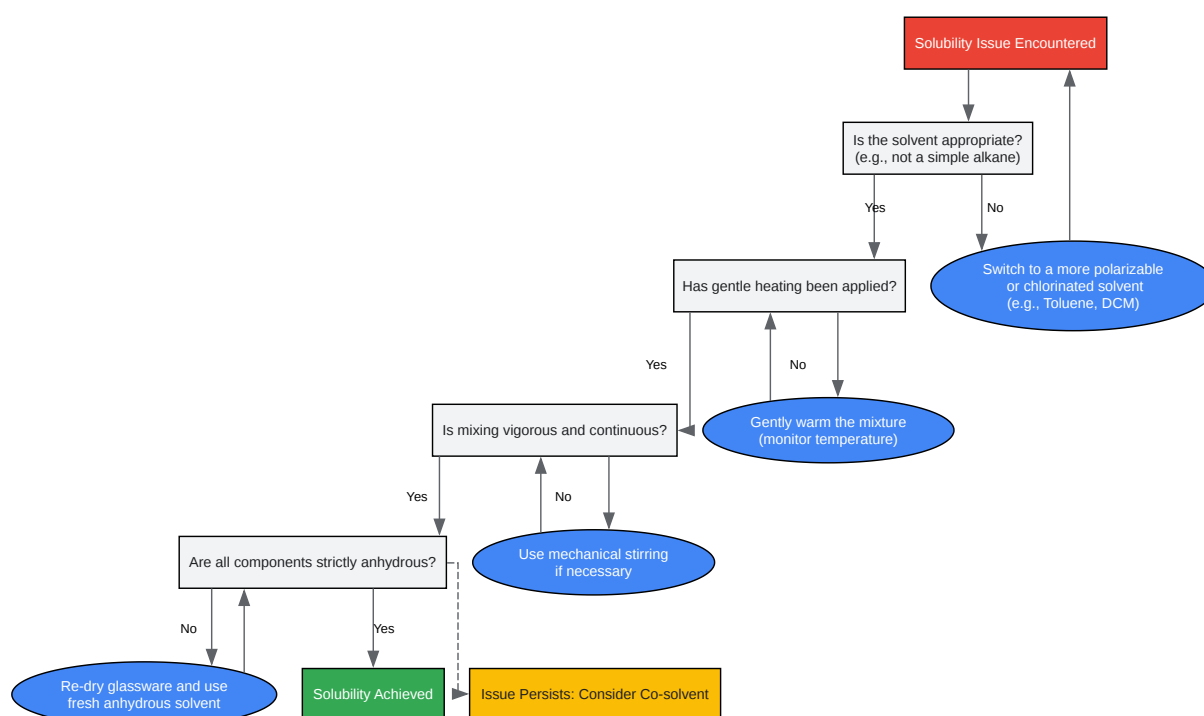 Solubility Issue Encountered
Is the solvent appropriate?
(e.g., not a simple alkane)
Yes
No
Has gentle heating been applied?
Switch to a more polarizable
or chlorinated solvent
(e.g., Toluene, DCM)
Yes
No
Is mixing vigorous and continuous?
Gently warm the mixture
(monitor temperature)
Yes
No
Are all components strictly anhydrous?
Use mechanical stirring
if necessary
No
Yes
Re-dry glassware and use
fresh anhydrous solvent
Solubility Achieved
Issue Persists: Consider Co-solvent